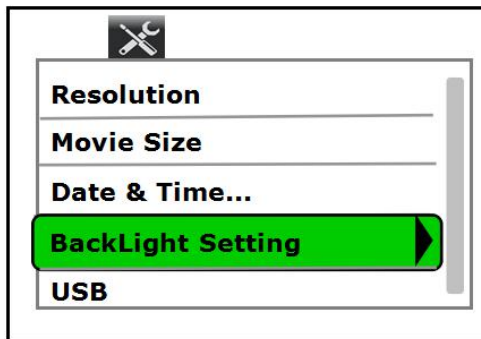 Resolution
Movie Size
Date & Time...
BackLight Setting
USB